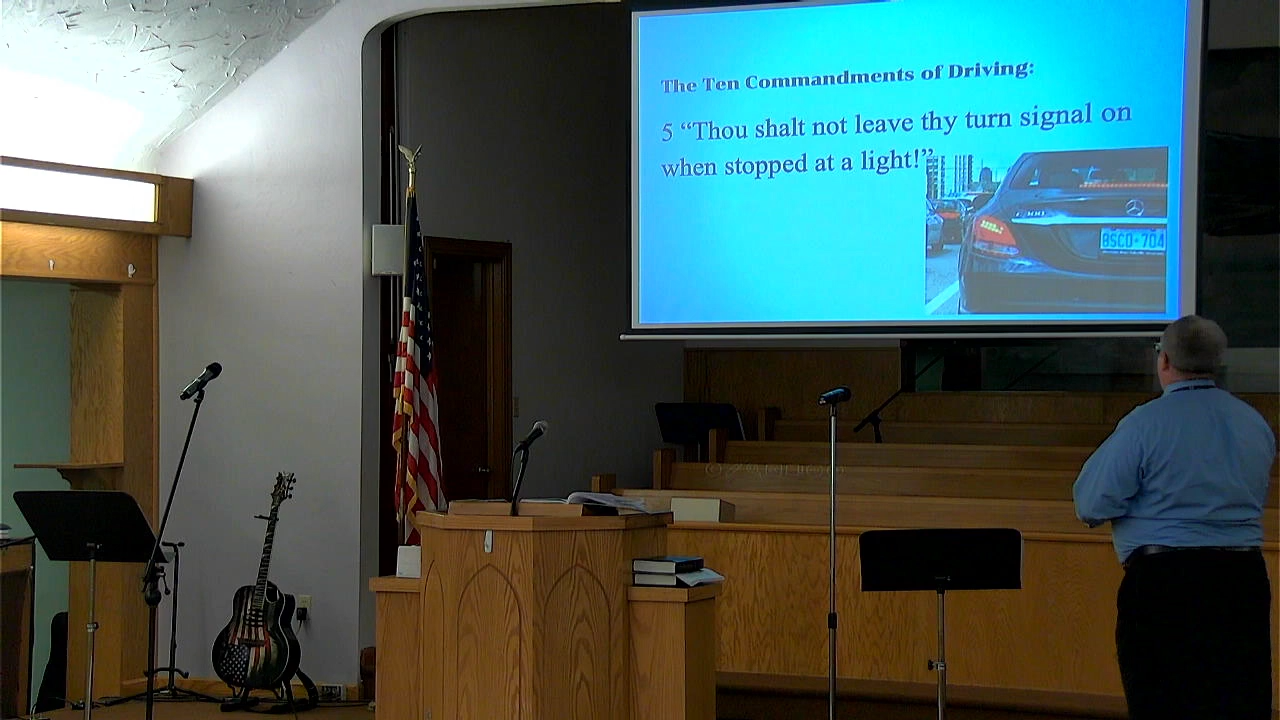 The Ten Commandments of Driving:
5 “Thou shalt not leave thy turn signal on
when stopped at a light!”
C 300
BSCO·704